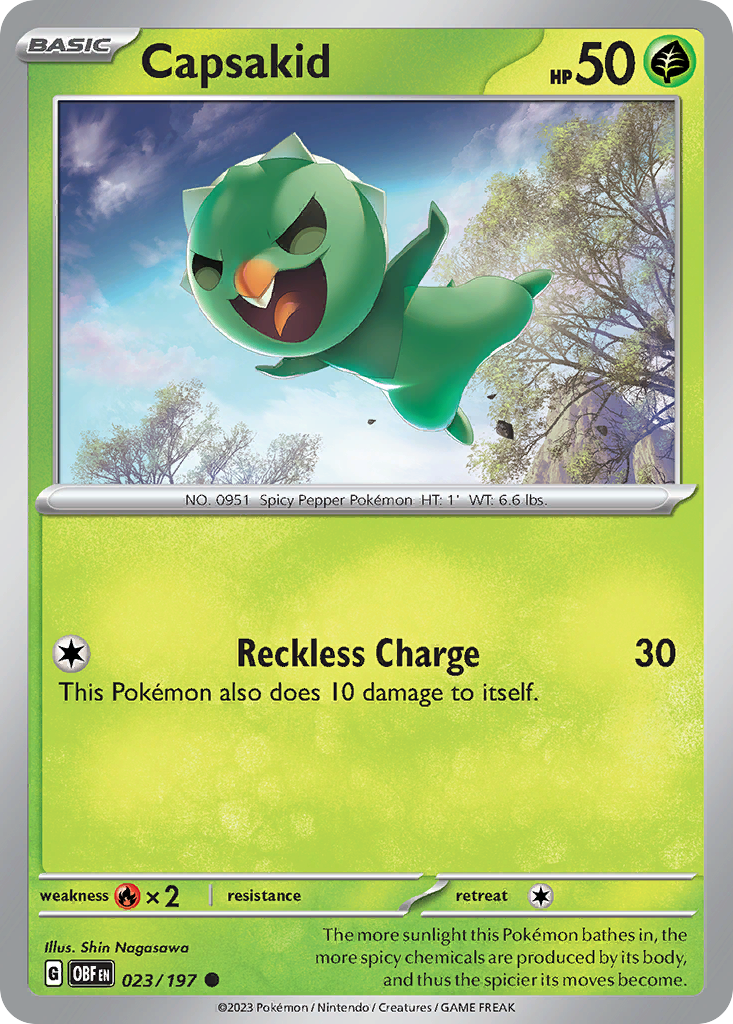 BASIC
Capsakid
HP 50
NO. 0951 Spicy Pepper Pokémon HT: 1' WT: 6.6 lbs.
Reckless Charge 30
This Pokémon also does 10 damage to itself.
weakness ×2 resistance retreat
Illus. Shin Nagasawa
G OBF EN 023/197
The more sunlight this Pokémon bathes in, the
more spicy chemicals are produced by its body,
and thus the spicier its moves become.
©2023 Pokémon / Nintendo / Creatures / GAME FREAK